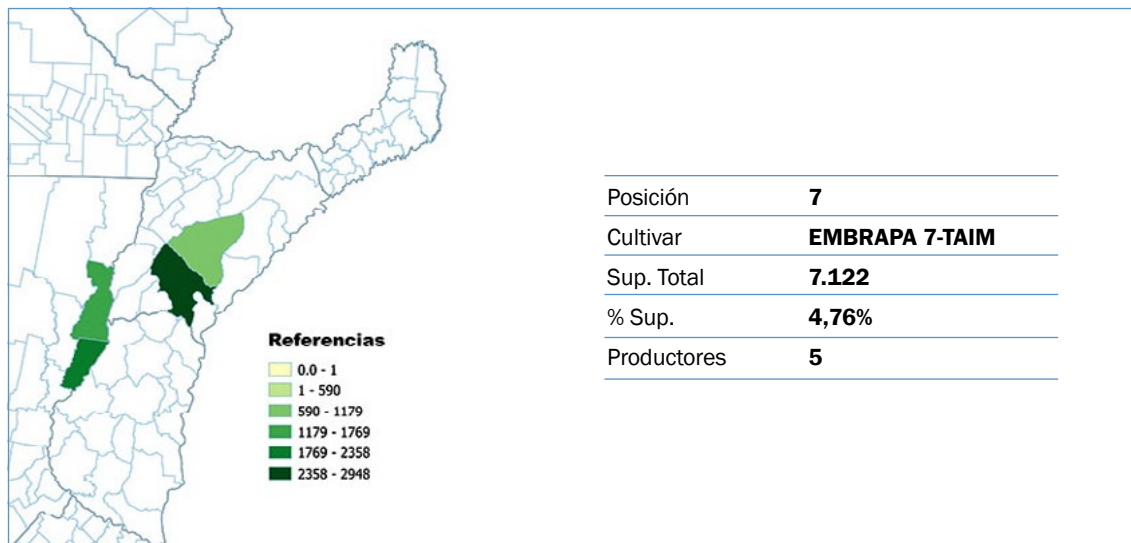 Referencias
0.0 - 1
1 - 590
590 - 1179
1179 - 1769
1769 - 2358
2358 - 2948
Posición 7
Cultivar EMBRAPA 7-TAIM
Sup. Total 7.122
% Sup. 4,76%
Productores 5